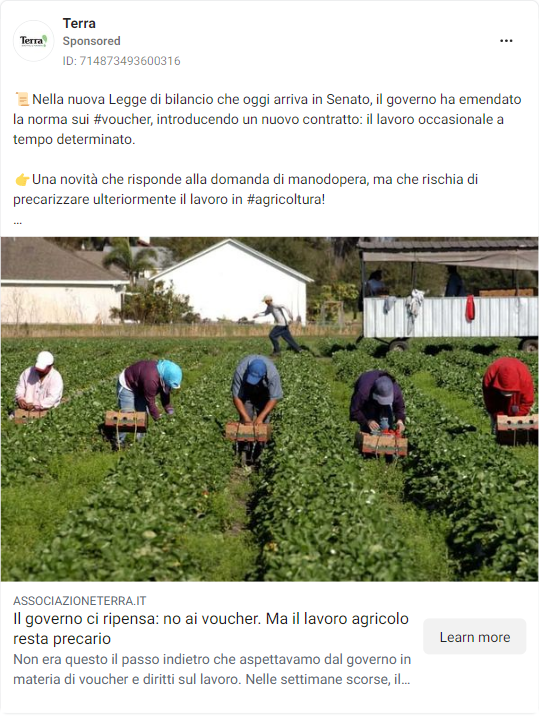 Terra
Terra
Sponsored
ID: 714873493600316
📜Nella nuova Legge di bilancio che oggi arriva in Senato, il governo ha emendato
la norma sui #voucher, introducendo un nuovo contratto: il lavoro occasionale a
tempo determinato.
👉Una novità che risponde alla domanda di manodopera, ma che rischia di
precarizzare ulteriormente il lavoro in #agricoltura!
...
ASSOCIAZIONETERRA.IT
Il governo ci ripensa: no ai voucher. Ma il lavoro agricolo
resta precario
Learn more
Non era questo il passo indietro che aspettavamo dal governo in
materia di voucher e diritti sul lavoro. Nelle settimane scorse, il...